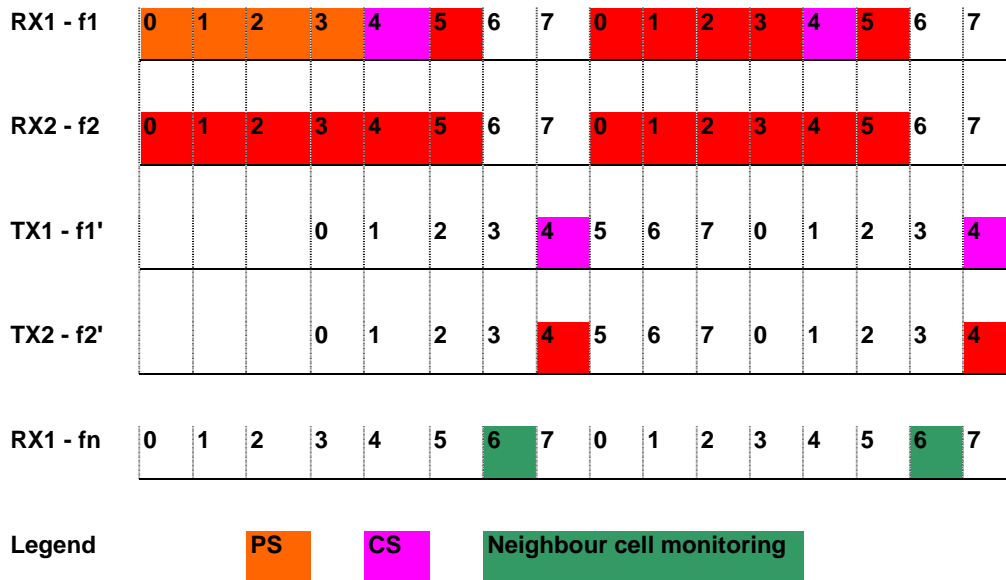 RX1 - f1 0 1 2 3 4 5 6 7 0 1 2 3 4 5 6 7
RX2 - f2 0 1 2 3 4 5 6 7 0 1 2 3 4 5 6 7
TX1 - f1' 0 1 2 3 4 5 6 7 0 1 2 3 4
TX2 - f2' 0 1 2 3 4 5 6 7 0 1 2 3 4
RX1 - fn 0 1 2 3 4 5 6 7 0 1 2 3 4 5 6 7
Legend PS CS Neighbour cell monitoring